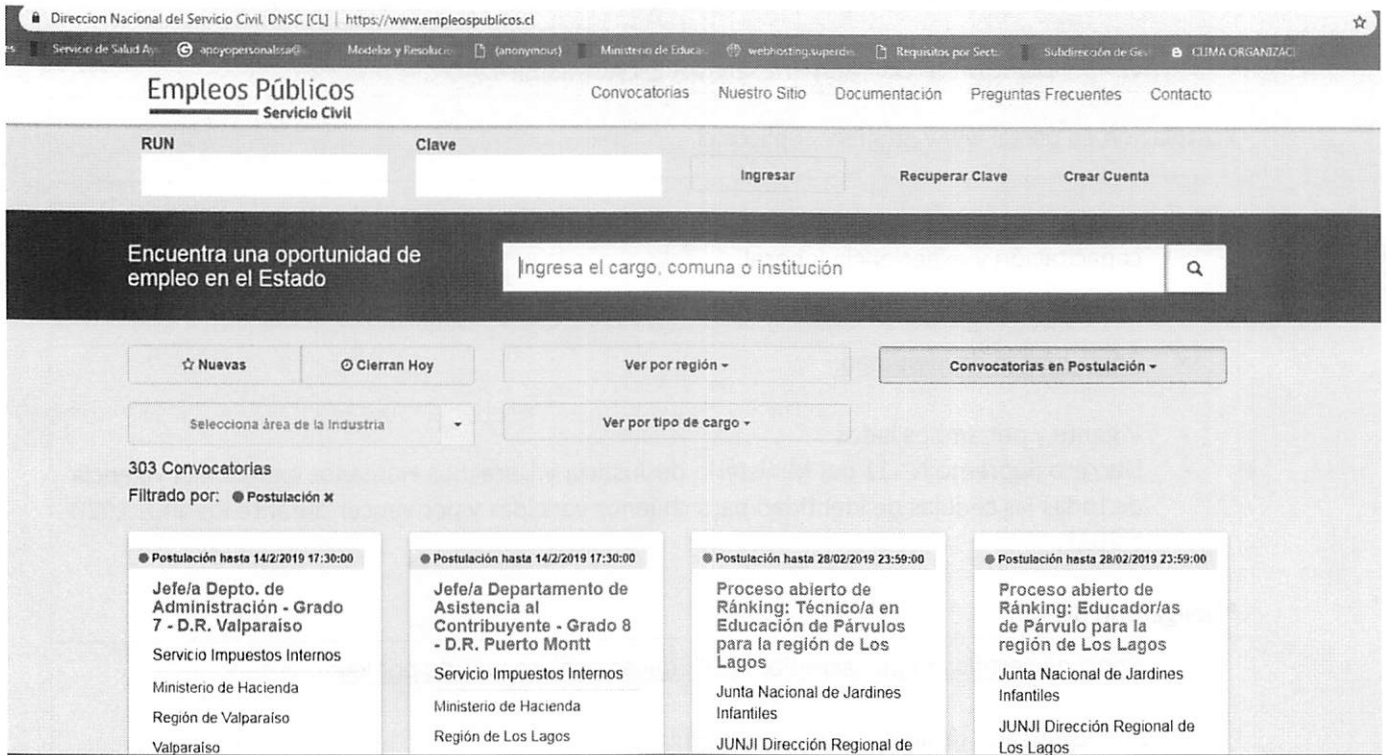 Direccion Nacional del Servicio Civil. DNSC [CL] | https://www.empleospublicos.cl
Servicio de Salud Ay apoyopersonalssa@ Modelos y Resolucio (anonymous) Ministerio de Educa webhosting.superdes Requisitos por Sect Subdirección de Ges CLIMA ORGANIZAC
Empleos Públicos
Servicio Civil
Convocatorias Nuestro Sitio Documentación Preguntas Frecuentes Contacto
RUN Clave
Ingresar Recuperar Clave Crear Cuenta
Encuentra una oportunidad de
empleo en el Estado
Ingresa el cargo, comuna o institución
Nuevas Cierran Hoy Ver por región Convocatorias en Postulación
Selecciona área de la Industria Ver por tipo de cargo
303 Convocatorias
Filtrado por: Postulación x
Postulación hasta 14/2/2019 17:30:00
Jefe/a Depto. de
Administración - Grado
7 - D.R. Valparaíso
Servicio Impuestos Internos
Ministerio de Hacienda
Región de Valparaíso
Valparaíso
Postulación hasta 14/2/2019 17:30:00
Jefe/a Departamento de
Asistencia al
Contribuyente - Grado 8
- D.R. Puerto Montt
Servicio Impuestos Internos
Ministerio de Hacienda
Región de Los Lagos
Postulación hasta 28/02/2019 23:59:00
Proceso abierto de
Ránking: Técnico/a en
Educación de Párvulos
para la región de Los
Lagos
Junta Nacional de Jardines
Infantiles
JUNJI Dirección Regional de
Postulación hasta 28/02/2019 23:59:00
Proceso abierto de
Ránking: Educador/as
de Párvulo para la
región de Los Lagos
Junta Nacional de Jardines
Infantiles
JUNJI Dirección Regional de
Los Lagos